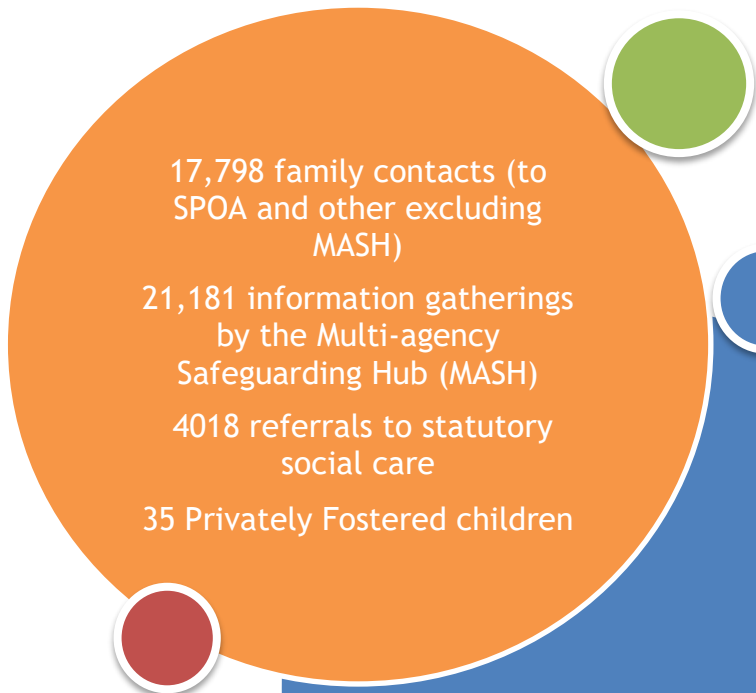 17,798 family contacts (to
SPOA and other excluding
MASH)
21,181 information gatherings
by the Multi-agency
Safeguarding Hub (MASH)
4018 referrals to statutory
social care
35 Privately Fostered children